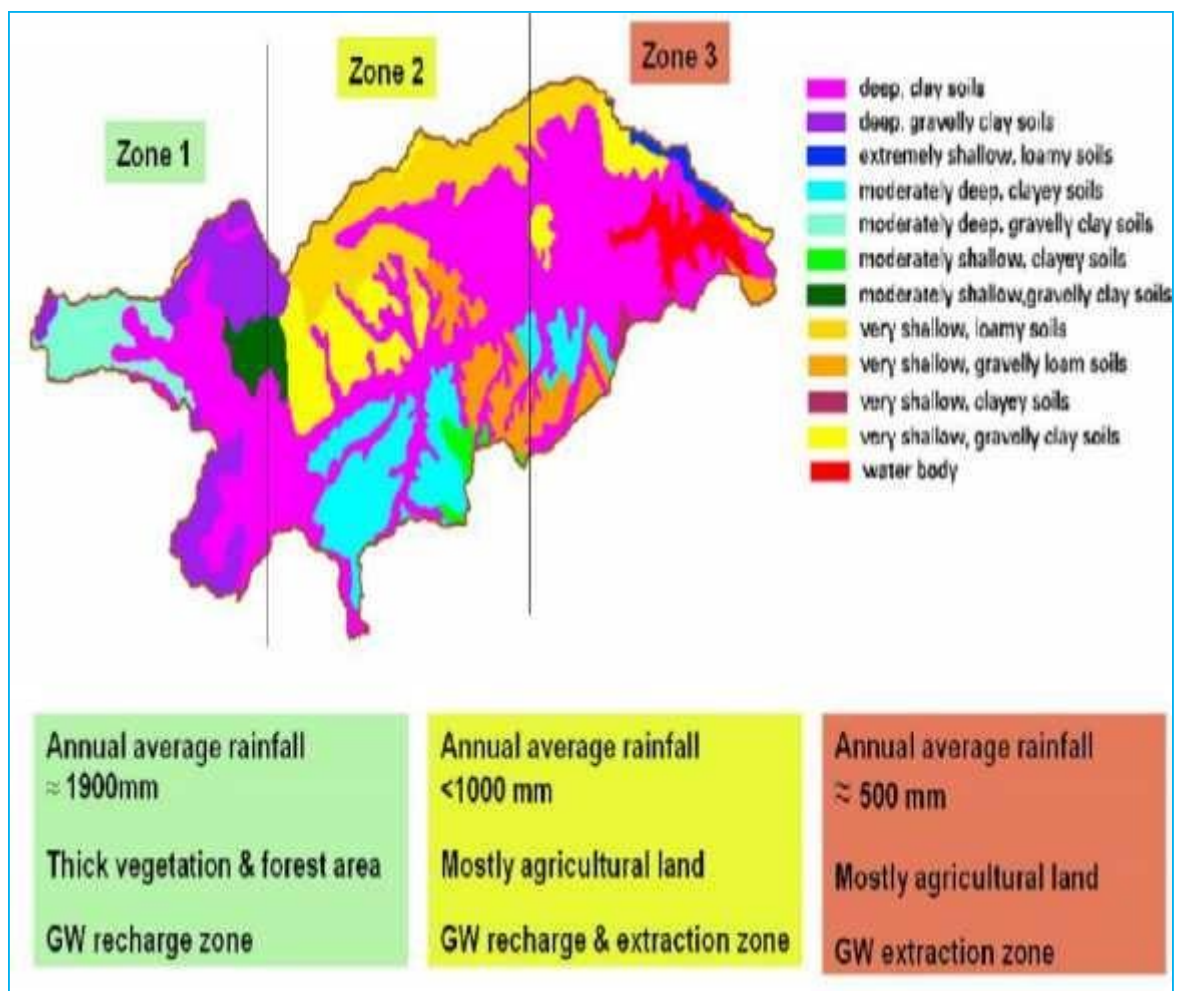 Zone 1
Zone 2
Zone 3
deep, clay soils
deep, gravelly clay soils
extremely shallow, loamy soils
moderately deep, clayey soils
moderately deep, gravelly clay soils
moderately shallow, clayey soils
moderately shallow,gravelly clay soils
very shallow, loamy soils
very shallow, gravelly loam soils
very shallow, clayey soils
very shallow, gravelly clay soils
water body
Annual average rainfall
≈ 1900mm
Thick vegetation & forest area
GW recharge zone
Annual average rainfall
<1000 mm
Mostly agricultural land
GW recharge & extraction zone
Annual average rainfall
≈ 500 mm
Mostly agricultural land
GW extraction zone